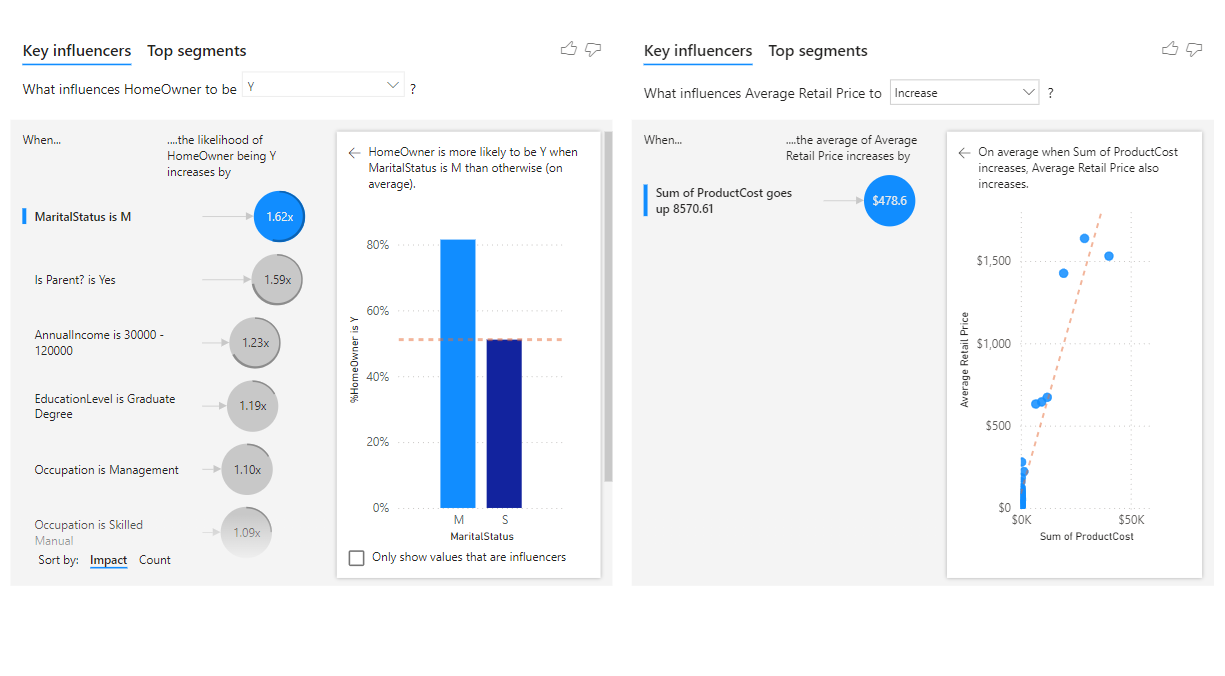 Key influencers Top segments
What influences HomeOwner to be Y ?
When...
....the likelihood of
HomeOwner being Y
increases by
MaritalStatus is M
1.62x
Is Parent? is Yes
1.59x
AnnualIncome is 30000 -
120000
1.23x
EducationLevel is Graduate
Degree
1.19x
Occupation is Management
1.10x
Occupation is Skilled
Manual
1.09x
Sort by: Impact Count
HomeOwner is more likely to be Y when
MaritalStatus is M than otherwise (on
average).
%HomeOwner is Y
80%
60%
40%
20%
0%
M S
MaritalStatus
Only show values that are influencers
Key influencers Top segments
What influences Average Retail Price to Increase ?
When...
....the average of Average
Retail Price increases by
Sum of ProductCost goes
up 8570.61
$478.6
On average when Sum of ProductCost
increases, Average Retail Price also
increases.
Average Retail Price
$1,500
$1,000
$500
$0
$0K $50K
Sum of ProductCost